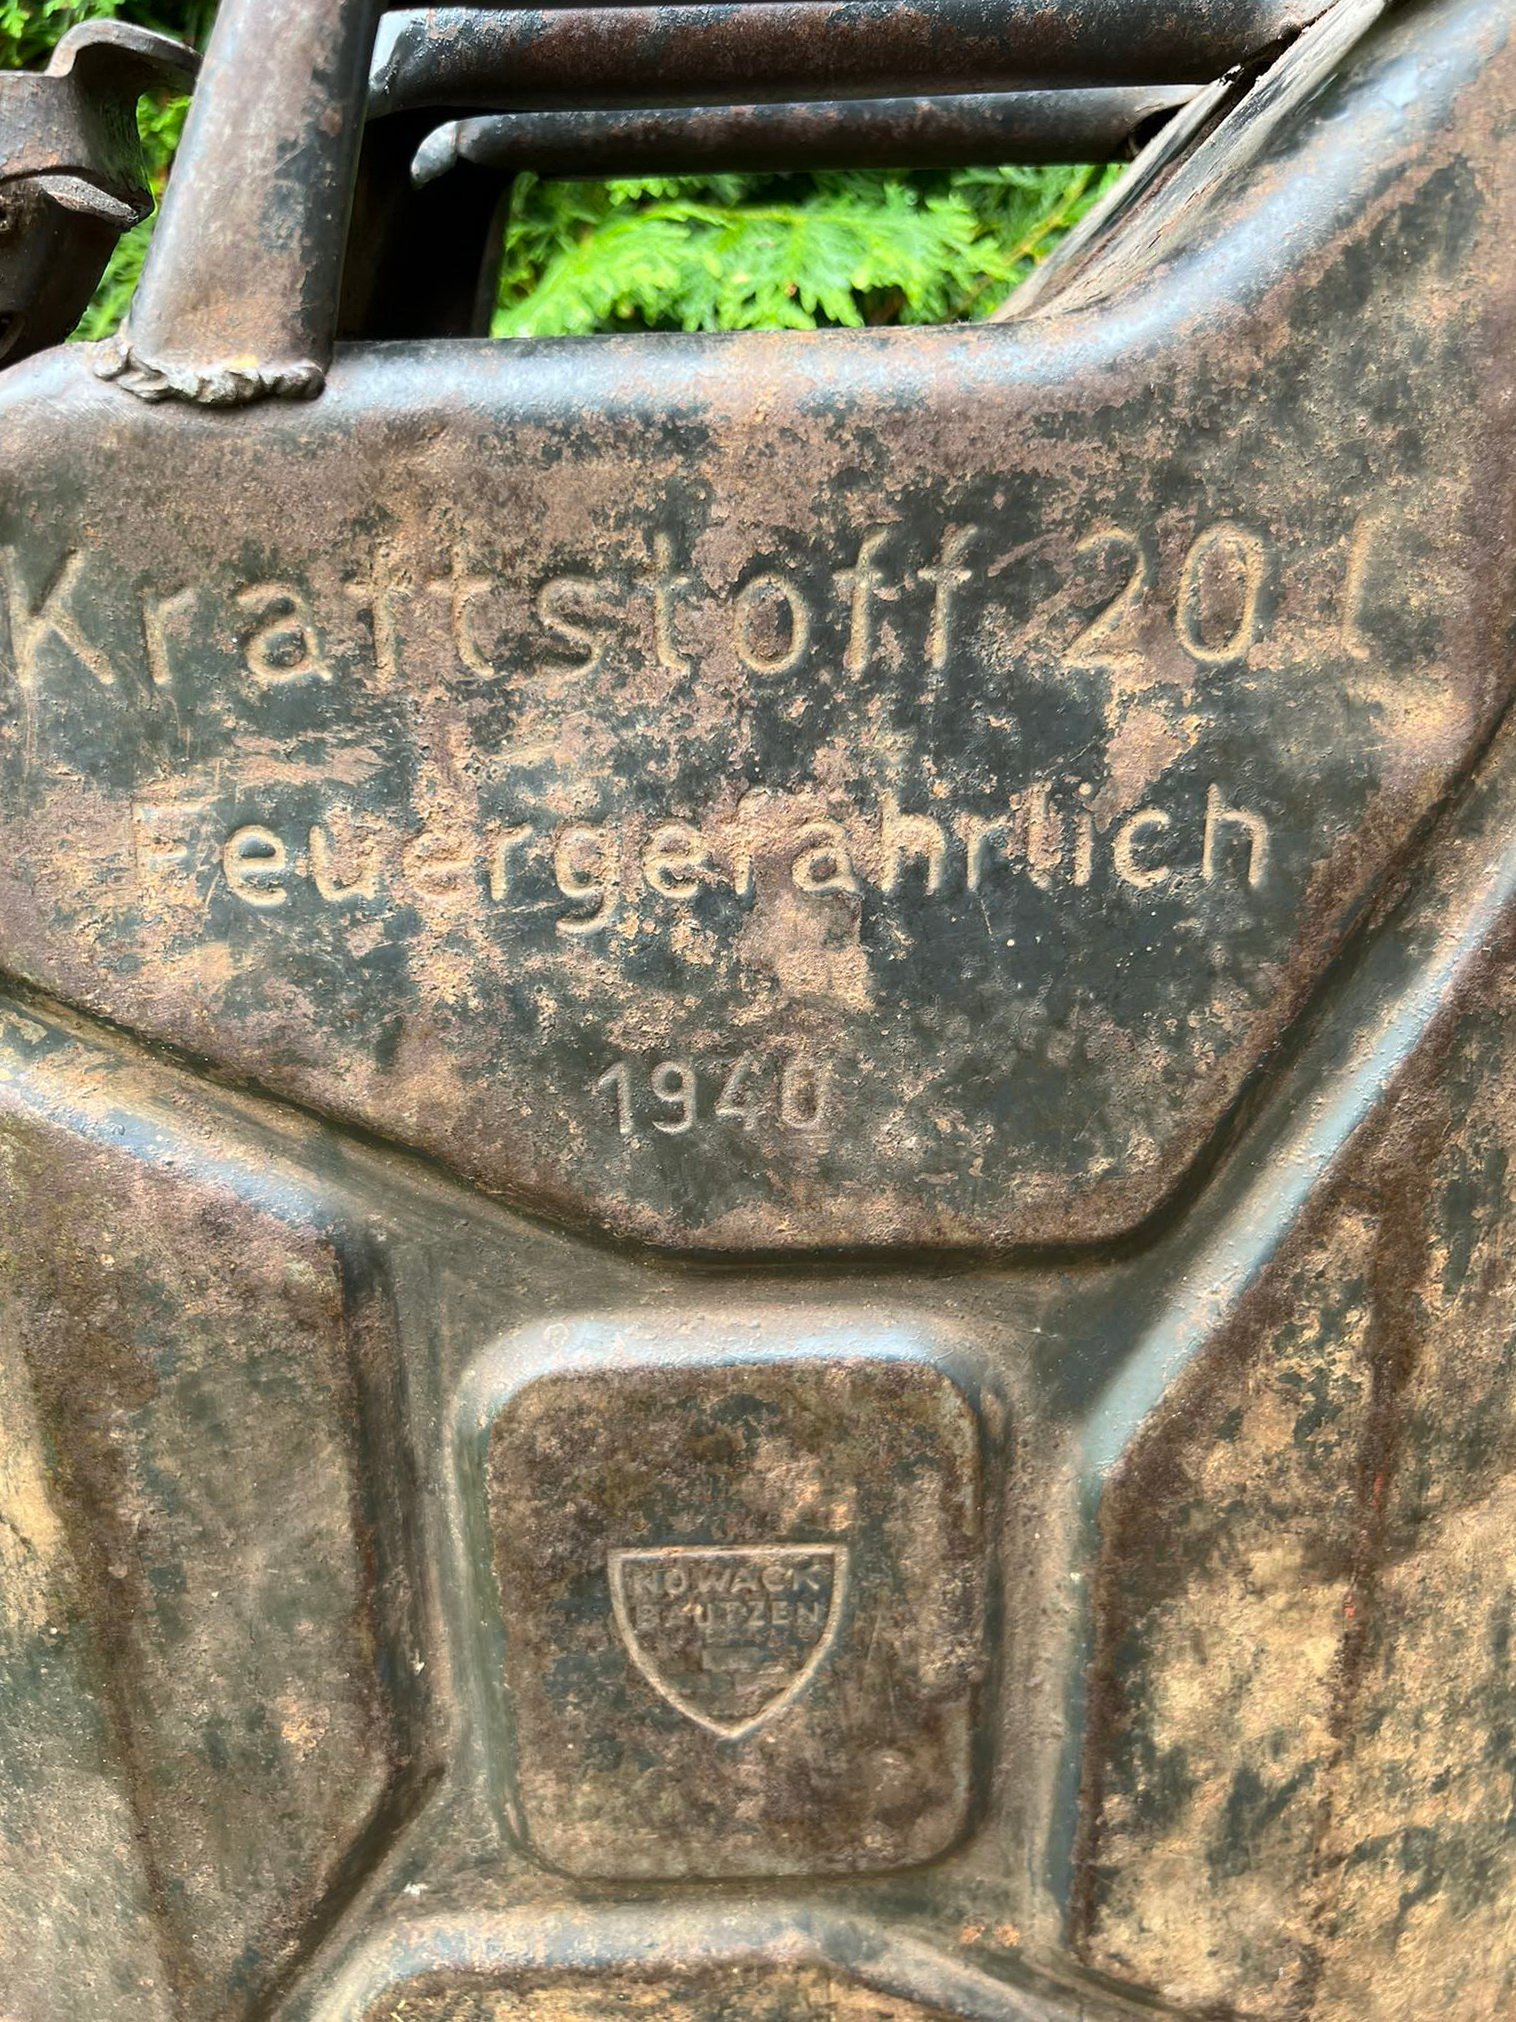 Kraftstoff 20 l
Feuergefährlich
1940
NOWACK
BAUTZEN